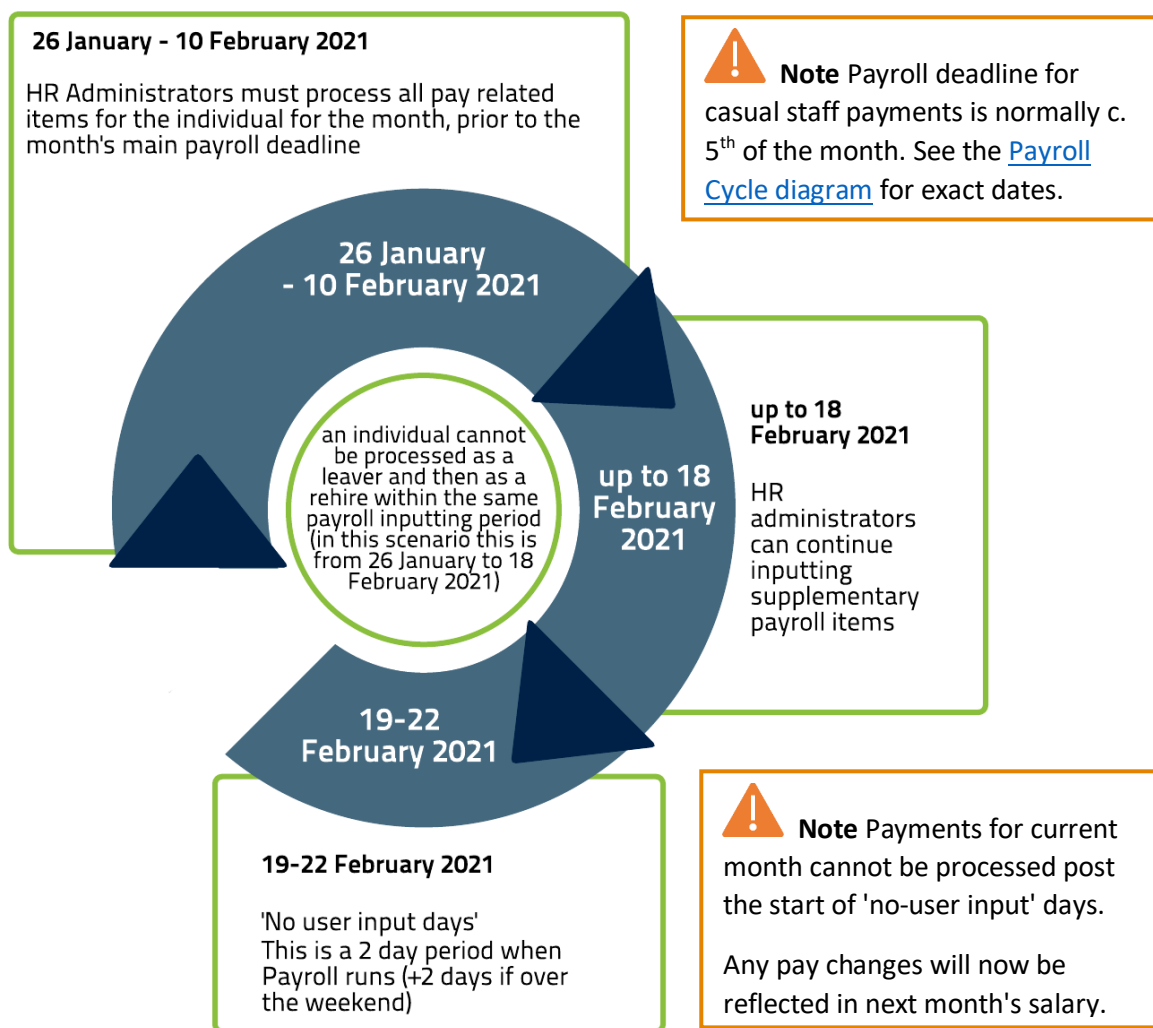 26 January - 10 February 2021
HR Administrators must process all pay related
items for the individual for the month, prior to the
month's main payroll deadline
Note Payroll deadline for
casual staff payments is normally c.
5th of the month. See the Payroll
Cycle diagram for exact dates.
26 January
- 10 February 2021
an individual cannot
be processed as a
leaver and then as a
rehire within the same
payroll inputting period
(in this scenario this is
from 26 January to 18
February 2021)
up to 18
February
2021
up to 18
February 2021
HR
administrators
can continue
inputting
supplementary
payroll items
19-22
February 2021
19-22 February 2021
'No user input days'
This is a 2 day period when
Payroll runs (+2 days if over
the weekend)
Note Payments for current
month cannot be processed post
the start of 'no-user input' days.
Any pay changes will now be
reflected in next month's salary.